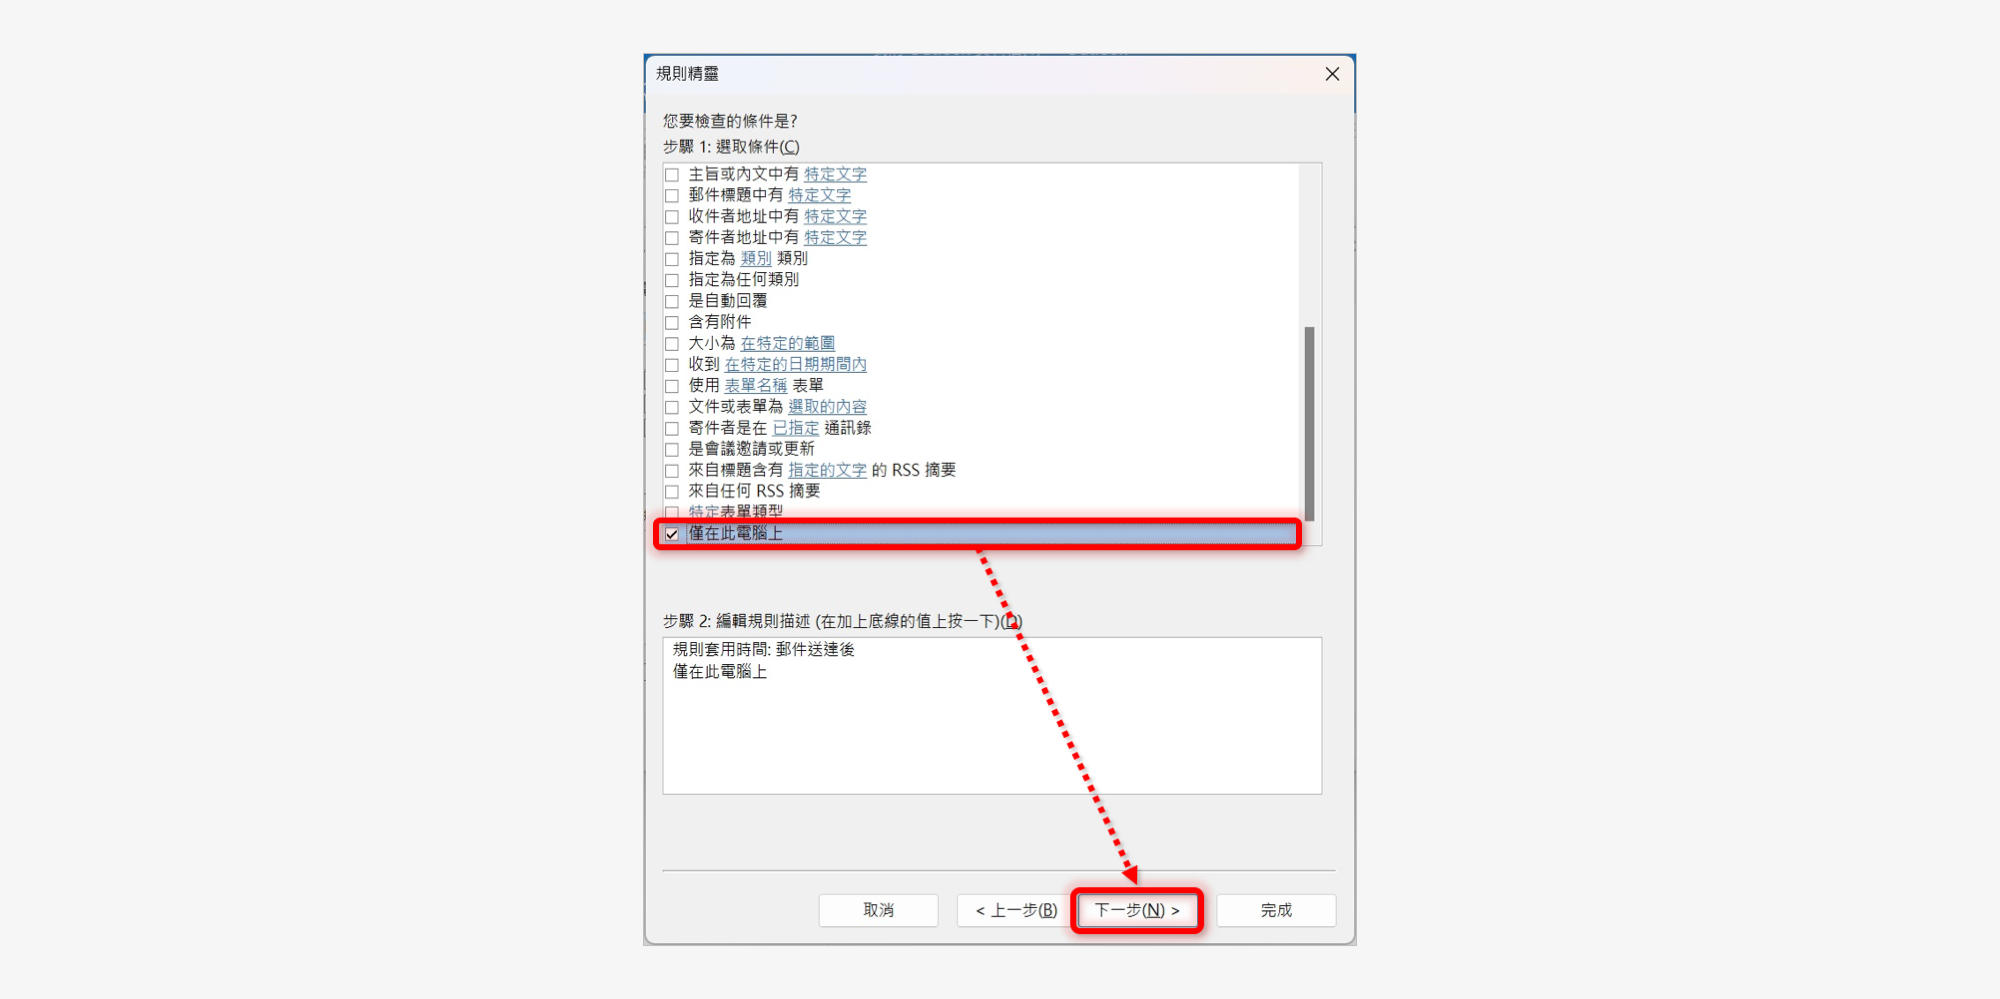 規則精靈
您要檢查的條件是?
步驟 1: 選取條件(C)
主旨或內文中有 特定文字
郵件標題中有 特定文字
收件者地址中有 特定文字
寄件者地址中有 特定文字
指定為 類別 類別
指定為任何類別
是自動回覆
含有附件
大小為 在特定的範圍
收到 在特定的日期期間內
使用 表單名稱 表單
文件或表單為 選取的內容
寄件者是在 已指定 通訊錄
是會議邀請或更新
來自標題含有 指定的文字 的 RSS 摘要
來自任何 RSS 摘要
特定表單類型
僅在此電腦上
步驟 2: 編輯規則描述 (在加上底線的值上按一下)(D)
規則套用時間: 郵件送達後
僅在此電腦上
取消
< 上一步(B)
下一步(N) >
完成